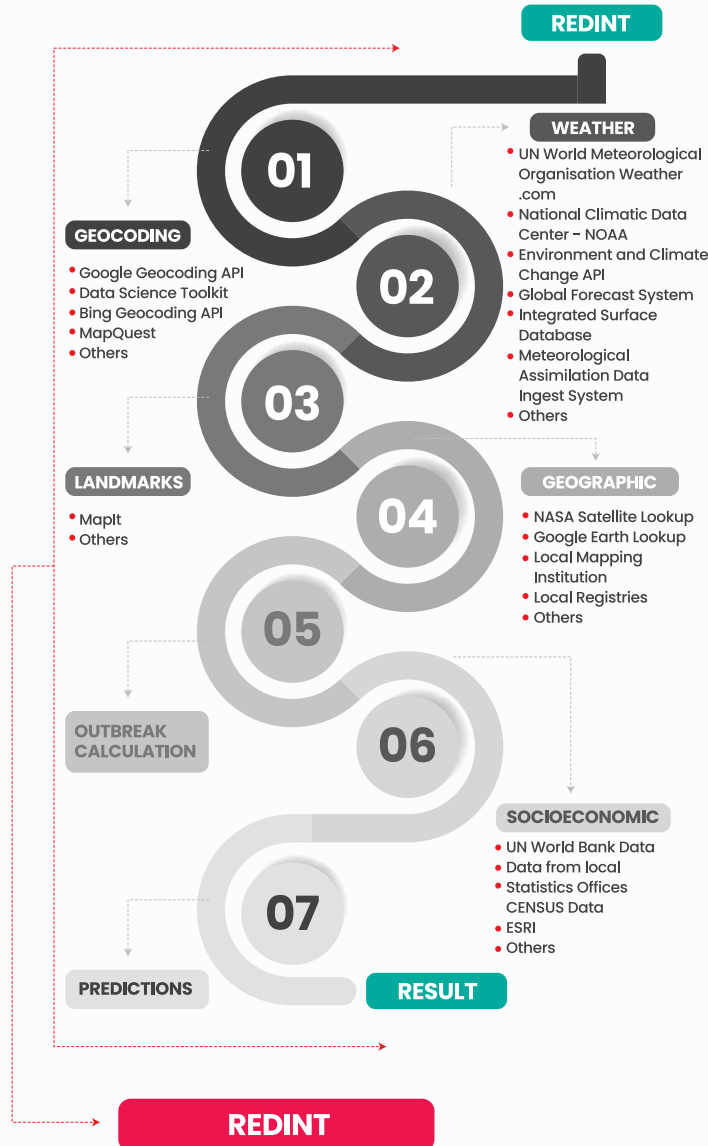 REDINT
01
GEOCODING
• Google Geocoding API
• Data Science Toolkit
• Bing Geocoding API
• MapQuest
• Others
WEATHER
• UN World Meteorological
Organisation Weather
.com
• National Climatic Data
Center – NOAA
• Environment and Climate
Change API
• Global Forecast System
• Integrated Surface
Database
• Meteorological
Assimilation Data
Ingest System
• Others
02
03
LANDMARKS
• MapIt
• Others
04
GEOGRAPHIC
• NASA Satellite Lookup
• Google Earth Lookup
• Local Mapping
Institution
• Local Registries
• Others
05
OUTBREAK
CALCULATION
06
SOCIOECONOMIC
• UN World Bank Data
• Data from local
• Statistics Offices
CENSUS Data
• ESRI
• Others
07
PREDICTIONS
RESULT
REDINT